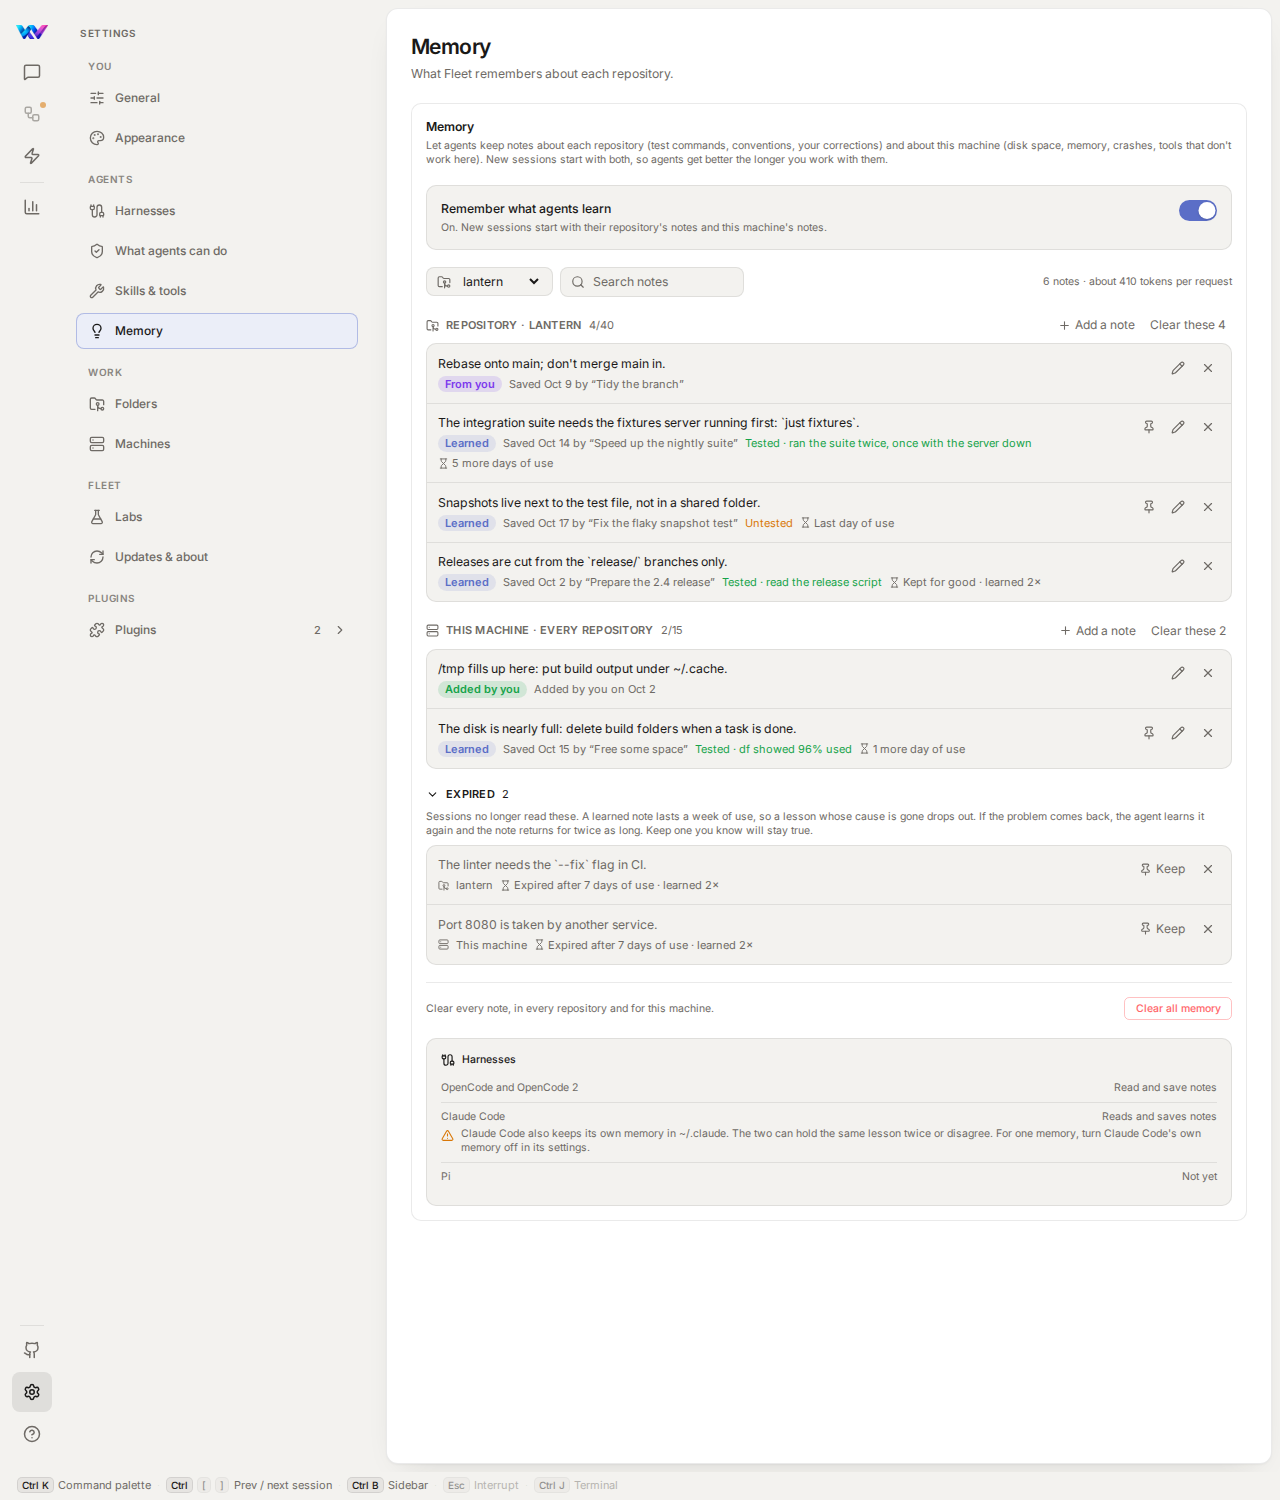 SETTINGS
YOU
General
Appearance
AGENTS
Harnesses
What agents can do
Skills & tools
Memory
WORK
Folders
Machines
FLEET
Labs
Updates & about
PLUGINS
Plugins 2
Memory
What Fleet remembers about each repository.
Memory
Let agents keep notes about each repository (test commands, conventions, your corrections) and about this machine (disk space, memory, crashes, tools that don't
work here). New sessions start with both, so agents get better the longer you work with them.
Remember what agents learn
On. New sessions start with their repository's notes and this machine's notes.
lantern
Search notes
6 notes · about 410 tokens per request
REPOSITORY · LANTERN 4/40
Add a note
Clear these 4
Rebase onto main; don't merge main in.
From you Saved Oct 9 by “Tidy the branch”
The integration suite needs the fixtures server running first: `just fixtures`.
Learned Saved Oct 14 by “Speed up the nightly suite” Tested · ran the suite twice, once with the server down
5 more days of use
Snapshots live next to the test file, not in a shared folder.
Learned Saved Oct 17 by “Fix the flaky snapshot test” Untested Last day of use
Releases are cut from the `release/` branches only.
Learned Saved Oct 2 by “Prepare the 2.4 release” Tested · read the release script Kept for good · learned 2×
THIS MACHINE · EVERY REPOSITORY 2/15
Add a note
Clear these 2
/tmp fills up here: put build output under ~/.cache.
Added by you Added by you on Oct 2
The disk is nearly full: delete build folders when a task is done.
Learned Saved Oct 15 by “Free some space” Tested · df showed 96% used 1 more day of use
EXPIRED 2
Sessions no longer read these. A learned note lasts a week of use, so a lesson whose cause is gone drops out. If the problem comes back, the agent learns it
again and the note returns for twice as long. Keep one you know will stay true.
The linter needs the `--fix` flag in CI.
lantern Expired after 7 days of use · learned 2×
Keep
Port 8080 is taken by another service.
This machine Expired after 7 days of use · learned 2×
Keep
Clear every note, in every repository and for this machine.
Clear all memory
Harnesses
OpenCode and OpenCode 2 Read and save notes
Claude Code Reads and saves notes
Claude Code also keeps its own memory in ~/.claude. The two can hold the same lesson twice or disagree. For one memory, turn Claude Code's own
memory off in its settings.
Pi Not yet
Ctrl K Command palette Ctrl [ ] Prev / next session Ctrl B Sidebar Esc Interrupt Ctrl J Terminal